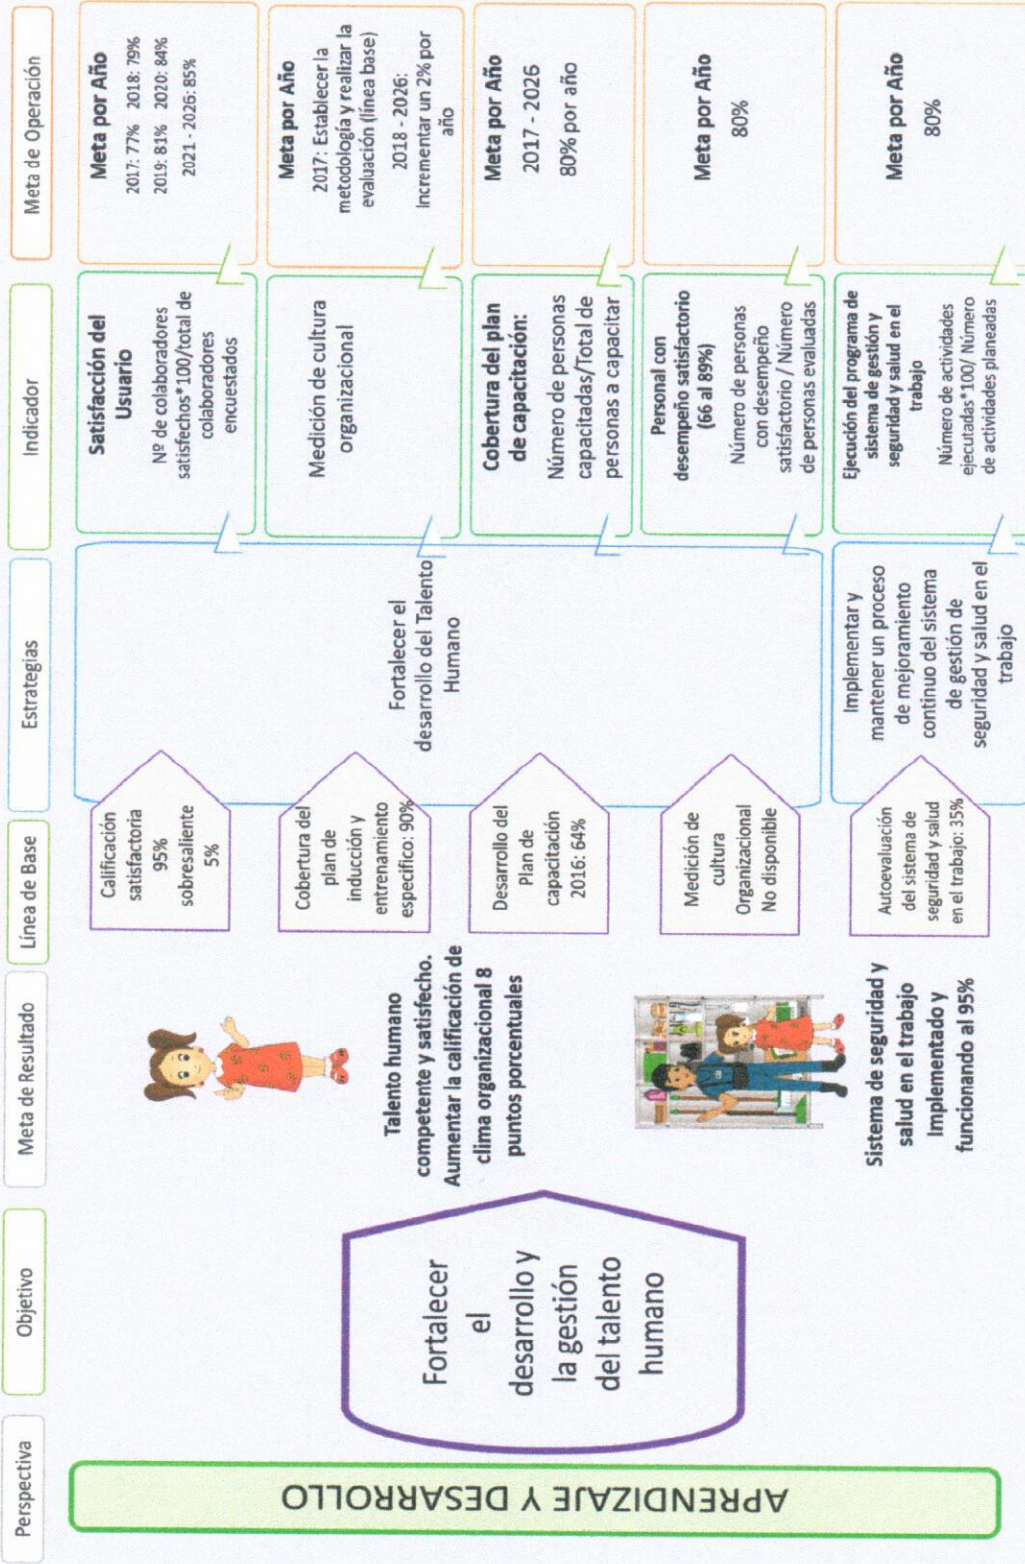 Perspectiva
Objetivo
Meta de Resultado
Línea de Base
Estrategias
Indicador
Meta de Operación
APRENDIZAJE Y DESARROLLO
Fortalecer
el
desarrollo y
la gestión
del talento
humano
Talento humano
competente y satisfecho.
Aumentar la calificación de
clima organizacional 8
puntos porcentuales
Sistema de seguridad y
salud en el trabajo
Implementado y
funcionando al 95%
Calificación
satisfactoria
95%
sobresaliente
5%
Cobertura del
plan de
inducción y
entrenamiento
especifico: 90%
Desarrollo del
Plan de
capacitación
2016: 64%
Medición de
cultura
Organizacional
No disponible
Autoevaluación
del sistema de
seguridad y salud
en el trabajo: 35%
Fortalecer el
desarrollo del Talento
Humano
Implementar y
mantener un proceso
de mejoramiento
continuo del sistema
de gestión de
seguridad y salud en el
trabajo
Satisfacción del
Usuario
Nº de colaboradores
satisfechos*100/total de
colaboradores
encuestados
Medición de cultura
organizacional
Cobertura del plan
de capacitación:
Número de personas
capacitadas/Total de
personas a capacitar
Personal con
desempeño satisfactorio
(66 al 89%)
Número de personas
con desempeño
satisfactorio / Número
de personas evaluadas
Ejecución del programa de
sistema de gestión y
seguridad y salud en el
trabajo
Número de actividades
ejecutadas*100/ Número
de actividades planeadas
Meta por Año
2017: 77% 2018: 79%
2019: 81% 2020: 84%
2021 - 2026: 85%
Meta por Año
2017: Establecer la
metodología y realizar la
evaluación (línea base)
2018 - 2026:
Incrementar un 2% por
año
Meta por Año
2017 - 2026
80% por año
Meta por Año
80%
Meta por Año
80%